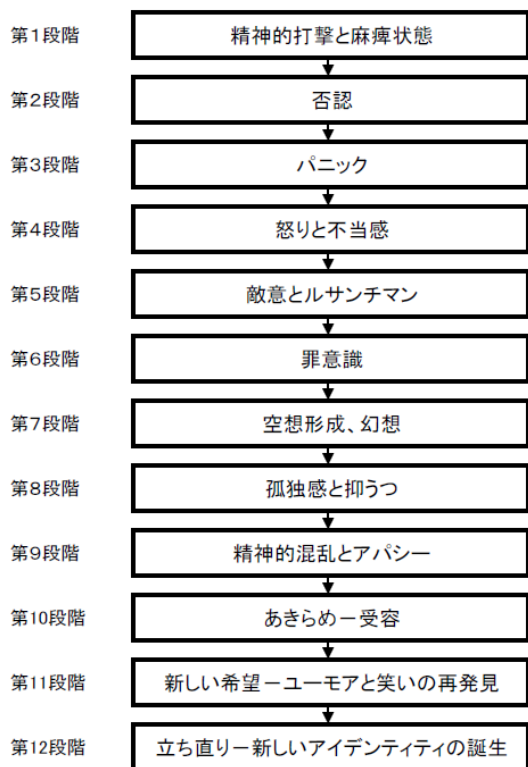 第1段階 精神的打撃と麻痺状態
第2段階 否認
第3段階 パニック
第4段階 怒りと不当感
第5段階 敵意とルサンチマン
第6段階 罪意識
第7段階 空想形成、幻想
第8段階 孤独感と抑うつ
第9段階 精神的混乱とアパシー
第10段階 あきらめ－受容
第11段階 新しい希望－ユーモアと笑いの再発見
第12段階 立ち直り－新しいアイデンティティの誕生